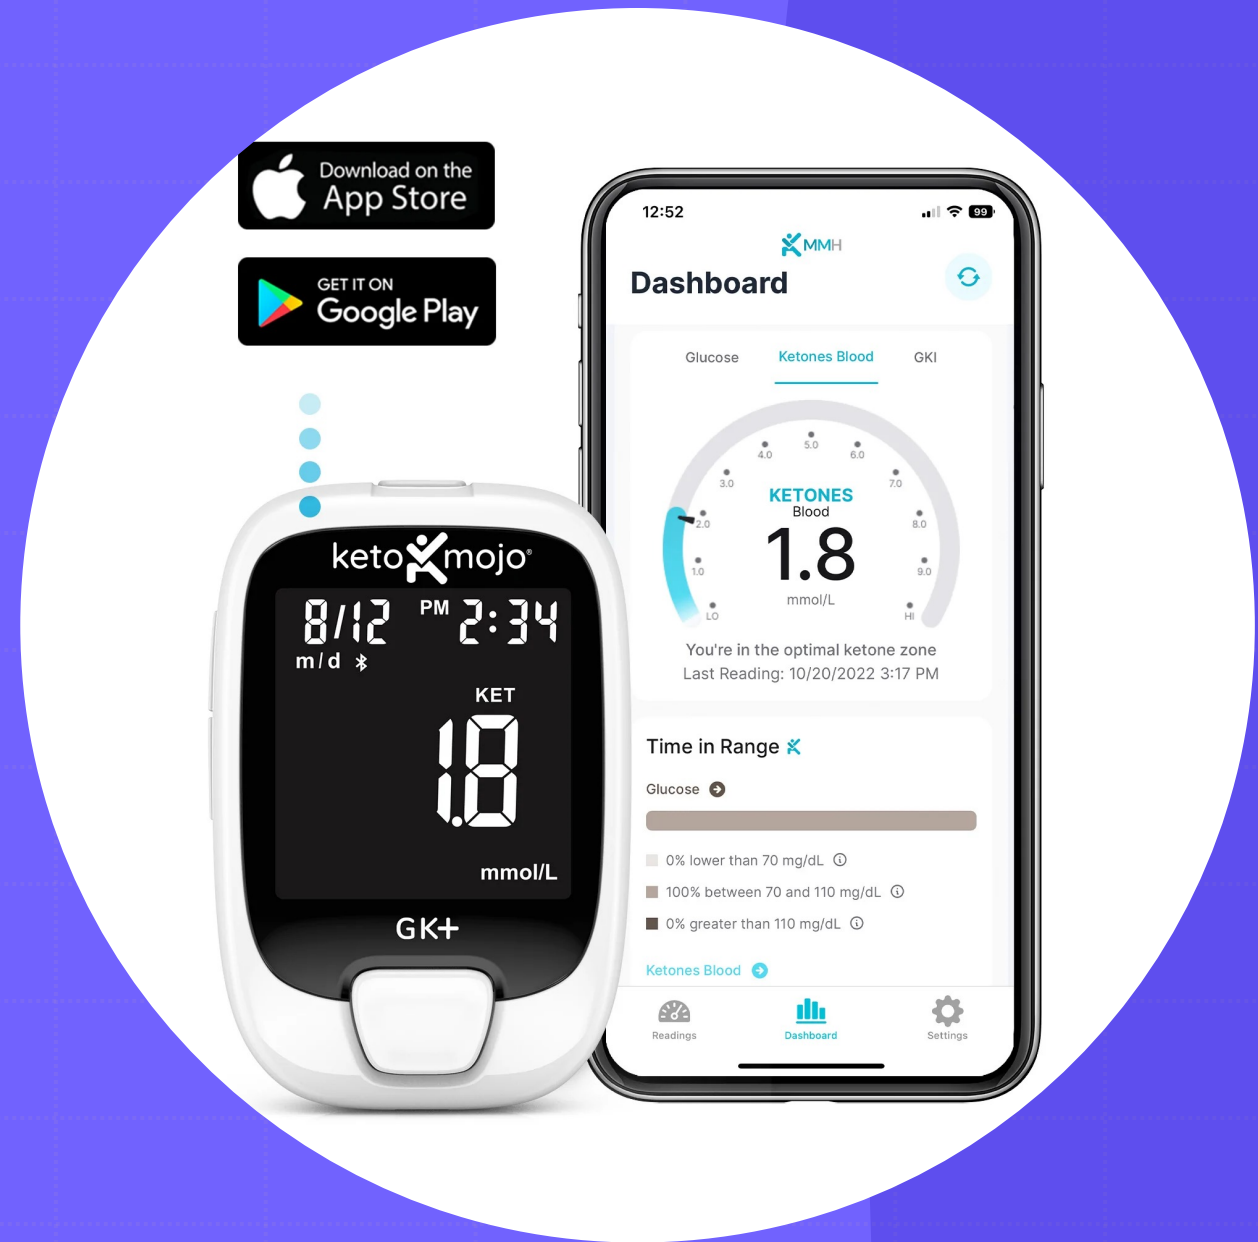 Download on the
App Store
GET IT ON
Google Play
keto mojo®
8/12 PM 2:34
m/d
KET
1.8
mmol/L
GK+
12:52
99
MMH
Dashboard
Glucose Ketones Blood GKI
5.0
4.0 6.0
3.0 7.0
2.0 8.0
1.0 9.0
LO HI
KETONES
Blood
1.8
mmol/L
You're in the optimal ketone zone
Last Reading: 10/20/2022 3:17 PM
Time in Range
Glucose
0% lower than 70 mg/dL
100% between 70 and 110 mg/dL
0% greater than 110 mg/dL
Ketones Blood
Readings Dashboard Settings